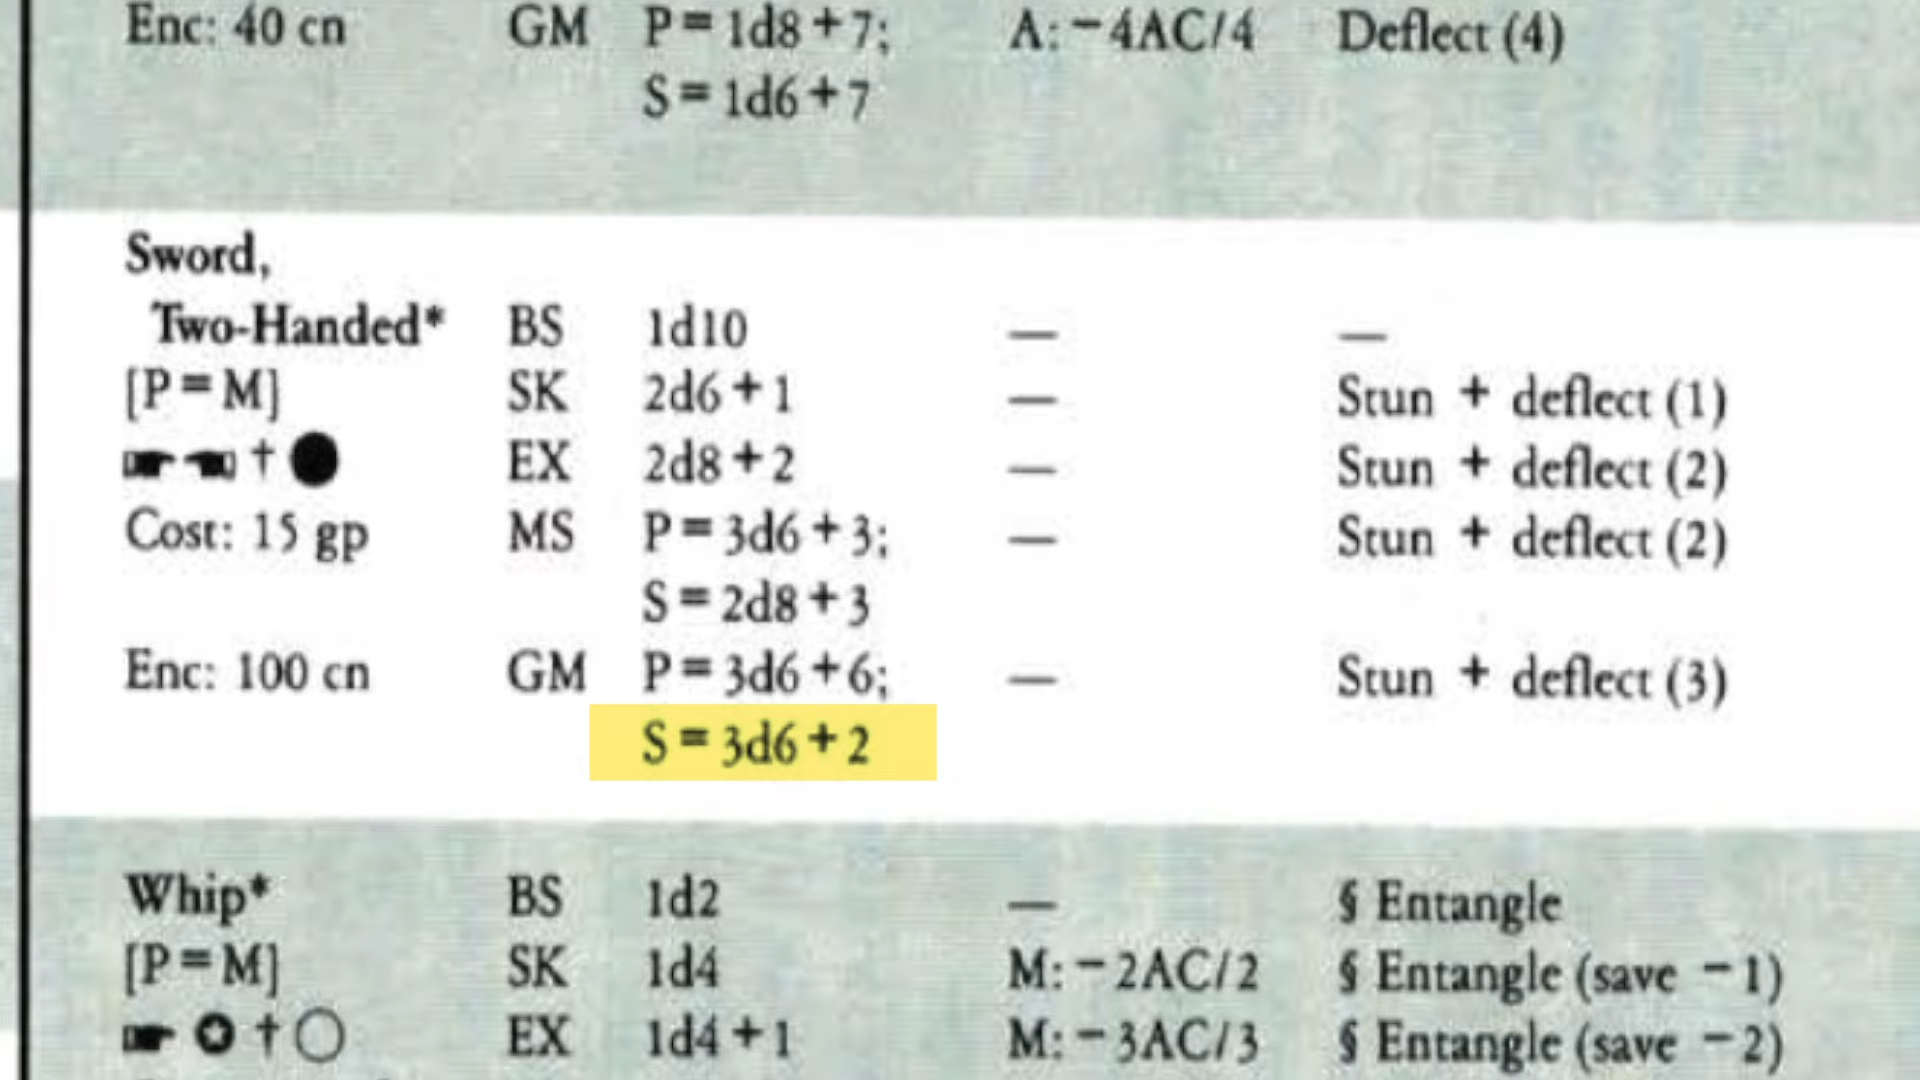 Enc: 40 cn GM P = 1d8 + 7; A: −4AC/4 Deflect (4)
S = 1d6 + 7
Sword,
Two-Handed* BS 1d10 — —
[P = M] SK 2d6 + 1 — Stun + deflect (1)
† EX 2d8 + 2 — Stun + deflect (2)
Cost: 15 gp MS P = 3d6 + 3; — Stun + deflect (2)
S = 2d8 + 3
Enc: 100 cn GM P = 3d6 + 6; — Stun + deflect (3)
S = 3d6 + 2
Whip* BS 1d2 — § Entangle
[P = M] SK 1d4 M: −2AC/2 § Entangle (save −1)
† EX 1d4 + 1 M: −3AC/3 § Entangle (save −2)